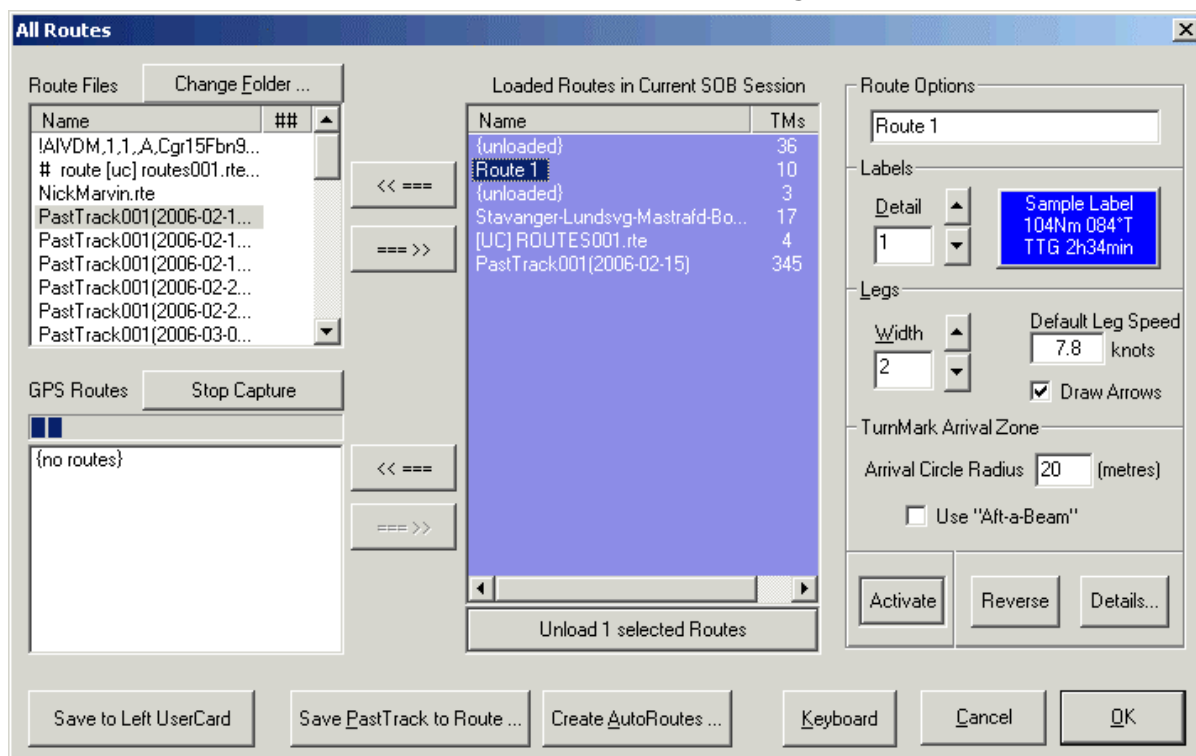 All Routes
Route Files
Change Folder ...
Name ##
!AIVDM,1,1,,A,Cgr15Fbn9...
# route [uc] routes001.rte...
NickMarvin.rte
PastTrack001(2006-02-1...
PastTrack001(2006-02-1...
PastTrack001(2006-02-1...
PastTrack001(2006-02-2...
PastTrack001(2006-02-2...
PastTrack001(2006-03-0...
GPS Routes
Stop Capture
{no routes}
<< ===
=== >>
<< ===
=== >>
Loaded Routes in Current SOB Session
Name TMs
{unloaded} 36
Route 1 10
{unloaded} 3
Stavanger-Lundsvg-Mastrafd-Bo... 17
[UC] ROUTES001.rte 4
PastTrack001(2006-02-15) 345
Unload 1 selected Routes
Route Options
Route 1
Labels
Detail
1
Sample Label
104Nm 084°T
TTG 2h34min
Legs
Width
2
Default Leg Speed
7.8 knots
Draw Arrows
TurnMark Arrival Zone
Arrival Circle Radius 20 (metres)
Use "Aft-a-Beam"
Activate
Reverse
Details...
Save to Left UserCard
Save PastTrack to Route ...
Create AutoRoutes ...
Keyboard
Cancel
OK